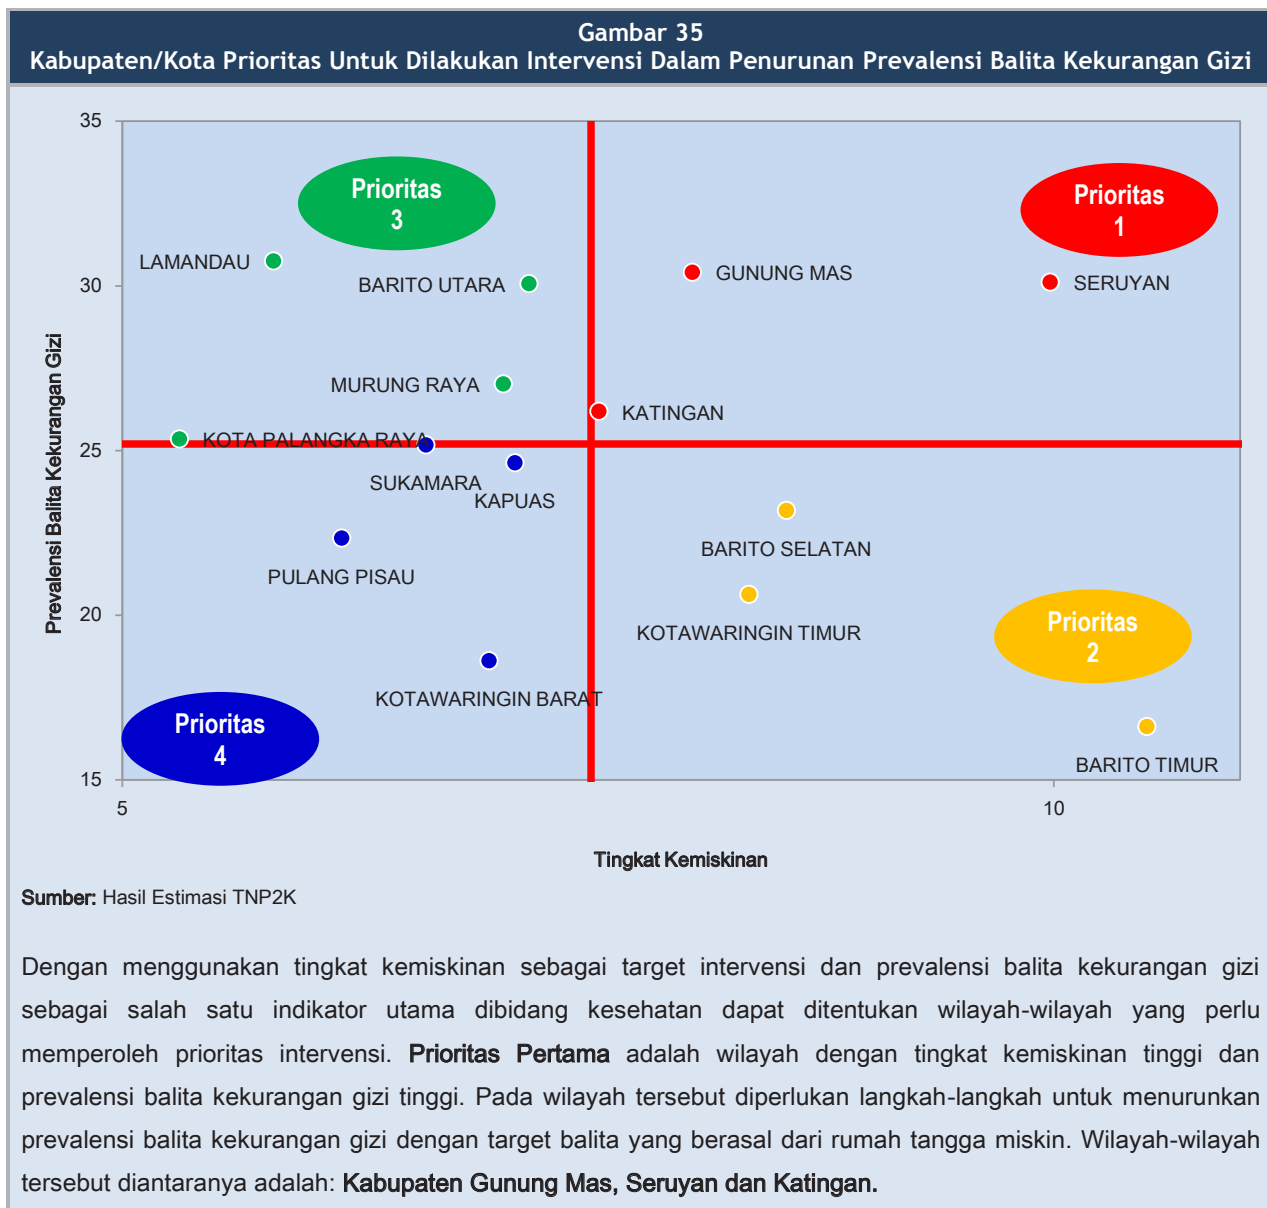 Gambar 35
Kabupaten/Kota Prioritas Untuk Dilakukan Intervensi Dalam Penurunan Prevalensi Balita Kekurangan Gizi
35
Prioritas
3
Prioritas
1
LAMANDAU
BARITO UTARA
GUNUNG MAS
SERUYAN
30
MURUNG RAYA
KATINGAN
KOTA PALANGKA RAYA
25
SUKAMARA
KAPUAS
BARITO SELATAN
PULANG PISAU
20
KOTAWARINGIN TIMUR
Prioritas
2
KOTAWARINGIN BARAT
Prioritas
4
BARITO TIMUR
15
5
10
Prevalensi Balita Kekurangan Gizi
Tingkat Kemiskinan
Sumber: Hasil Estimasi TNP2K
Dengan menggunakan tingkat kemiskinan sebagai target intervensi dan prevalensi balita kekurangan gizi
sebagai salah satu indikator utama dibidang kesehatan dapat ditentukan wilayah-wilayah yang perlu
memperoleh prioritas intervensi. Prioritas Pertama adalah wilayah dengan tingkat kemiskinan tinggi dan
prevalensi balita kekurangan gizi tinggi. Pada wilayah tersebut diperlukan langkah-langkah untuk menurunkan
prevalensi balita kekurangan gizi dengan target balita yang berasal dari rumah tangga miskin. Wilayah-wilayah
tersebut diantaranya adalah: Kabupaten Gunung Mas, Seruyan dan Katingan.